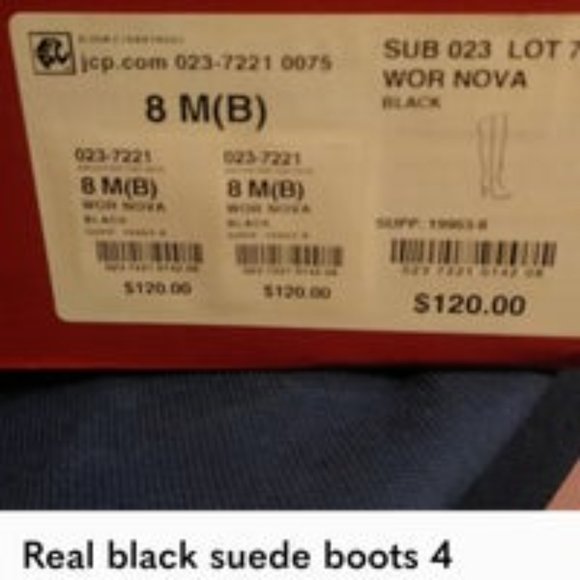 jcp.com 023-7221 0075
8 M(B)
023-7221
8 M(B)
WOR NOVA
BLACK
$120.00
023-7221
8 M(B)
WOR NOVA
BLACK
$120.00
SUB 023 LOT 7
WOR NOVA
BLACK
SUPP: 
023 7221 0142 08
$120.00
Real black suede boots 4